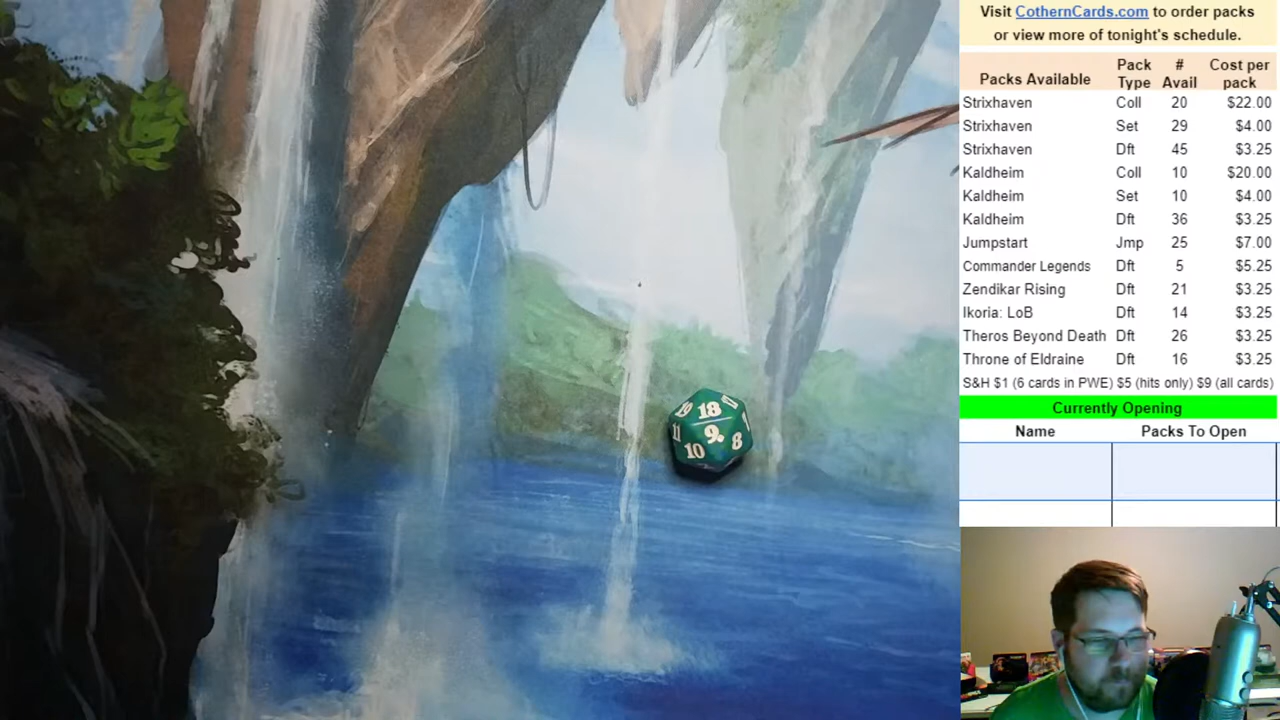 Visit CothernCards.com to order packs
or view more of tonight's schedule.
Packs Available Pack Type # Avail Cost per pack
Strixhaven Coll 20 $22.00
Strixhaven Set 29 $4.00
Strixhaven Dft 45 $3.25
Kaldheim Coll 10 $20.00
Kaldheim Set 10 $4.00
Kaldheim Dft 36 $3.25
Jumpstart Jmp 25 $7.00
Commander Legends Dft 5 $5.25
Zendikar Rising Dft 21 $3.25
Ikoria: LoB Dft 14 $3.25
Theros Beyond Death Dft 26 $3.25
Throne of Eldraine Dft 16 $3.25
S&H $1 (6 cards in PWE) $5 (hits only) $9 (all cards)
Currently Opening
Name Packs To Open
19 18
11 9. 8
10